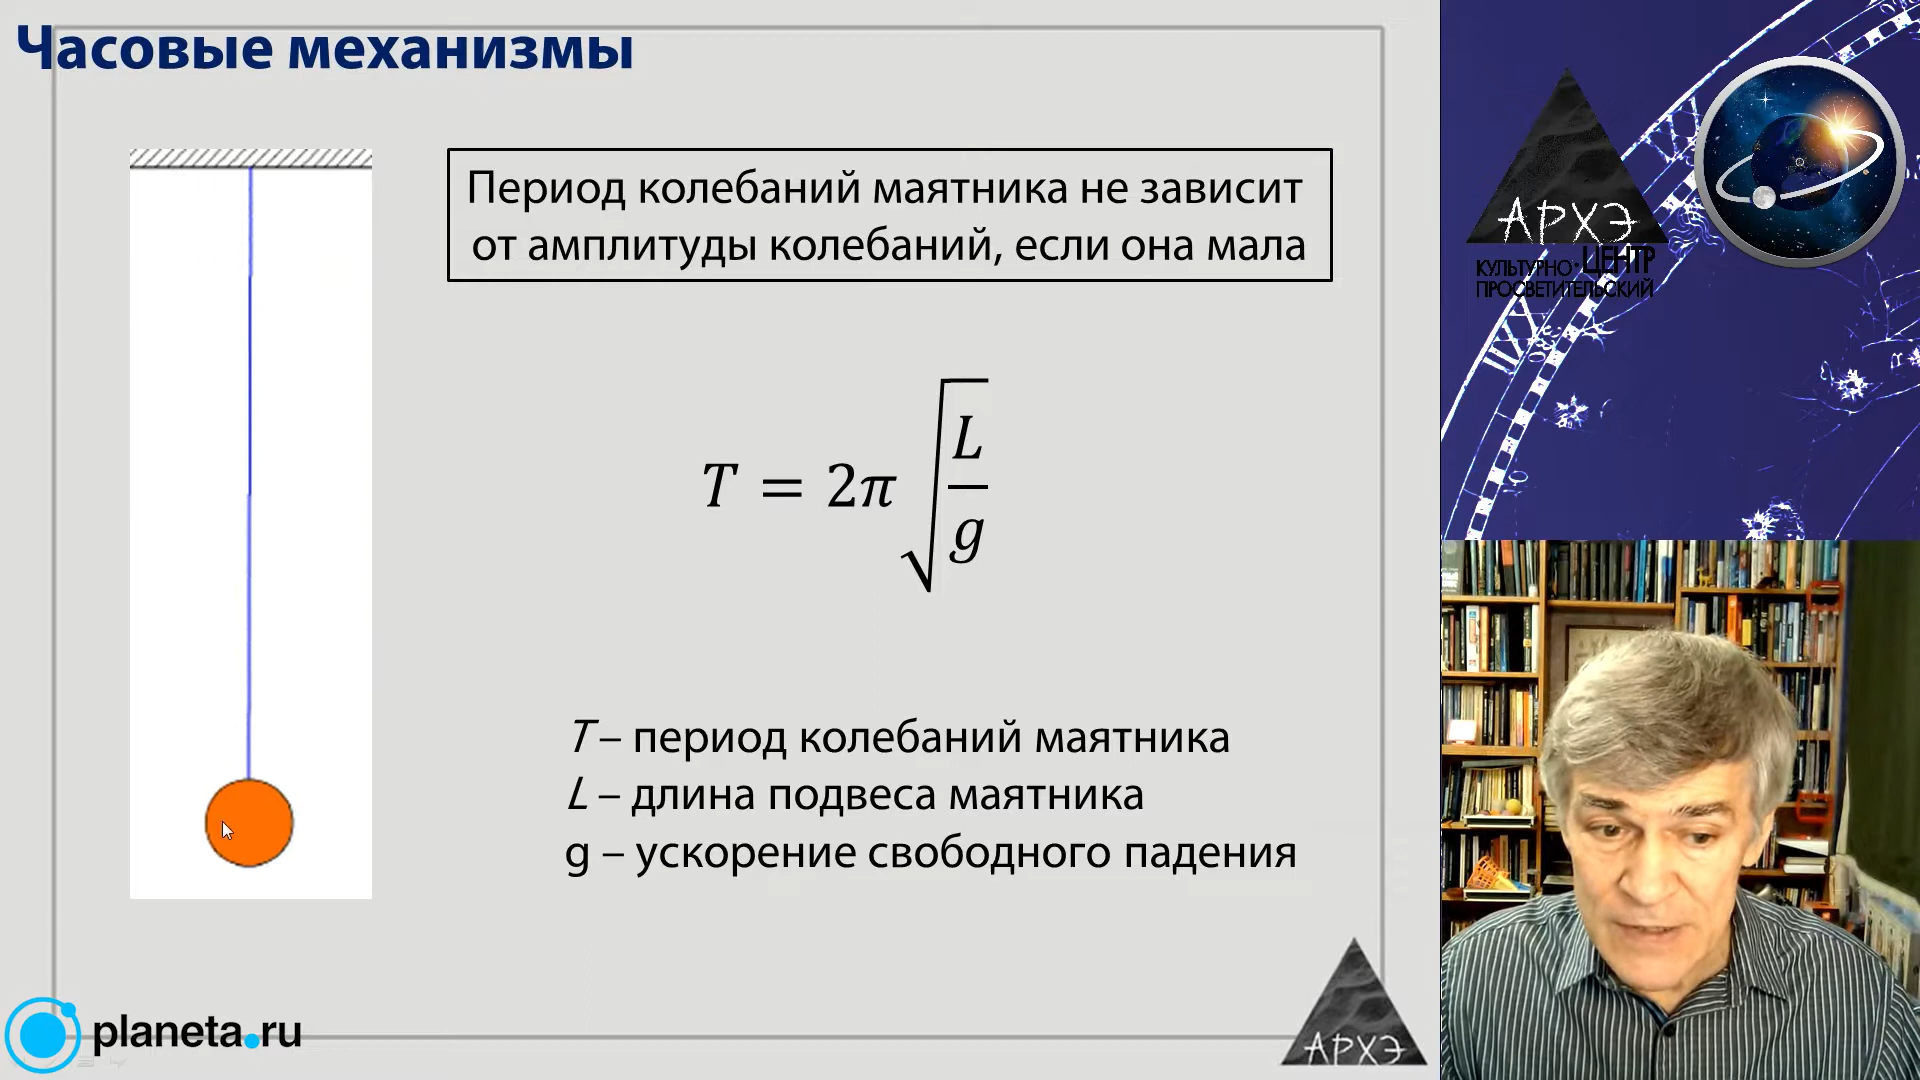 Часовые механизмы
Период колебаний маятника не зависит
от амплитуды колебаний, если она мала
T = 2π√(L/g)
T – период колебаний маятника
L – длина подвеса маятника
g – ускорение свободного падения
planeta.ru
АРХЭ
АРХЭ
КУЛЬТУРНО-ЦЕНТР
ПРОСВЕТИТЕЛЬСКИЙ